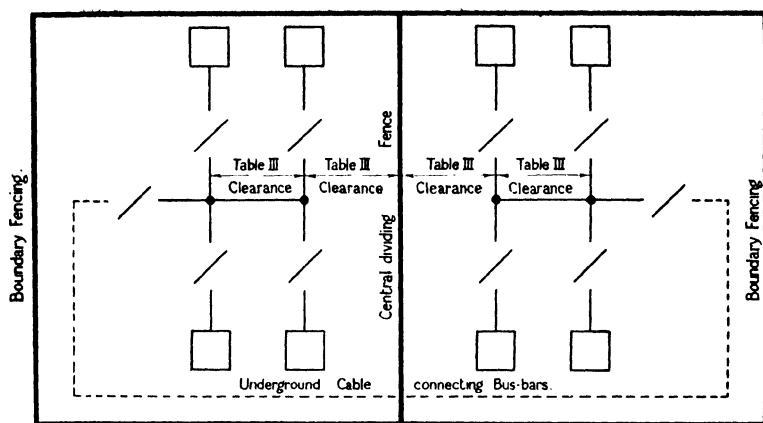 Boundary Fencing.
Table III
Clearance
Table III
Clearance
Central dividing Fence
Table III
Clearance
Table III
Clearance
Boundary Fencing
Underground Cable connecting Bus-bars.